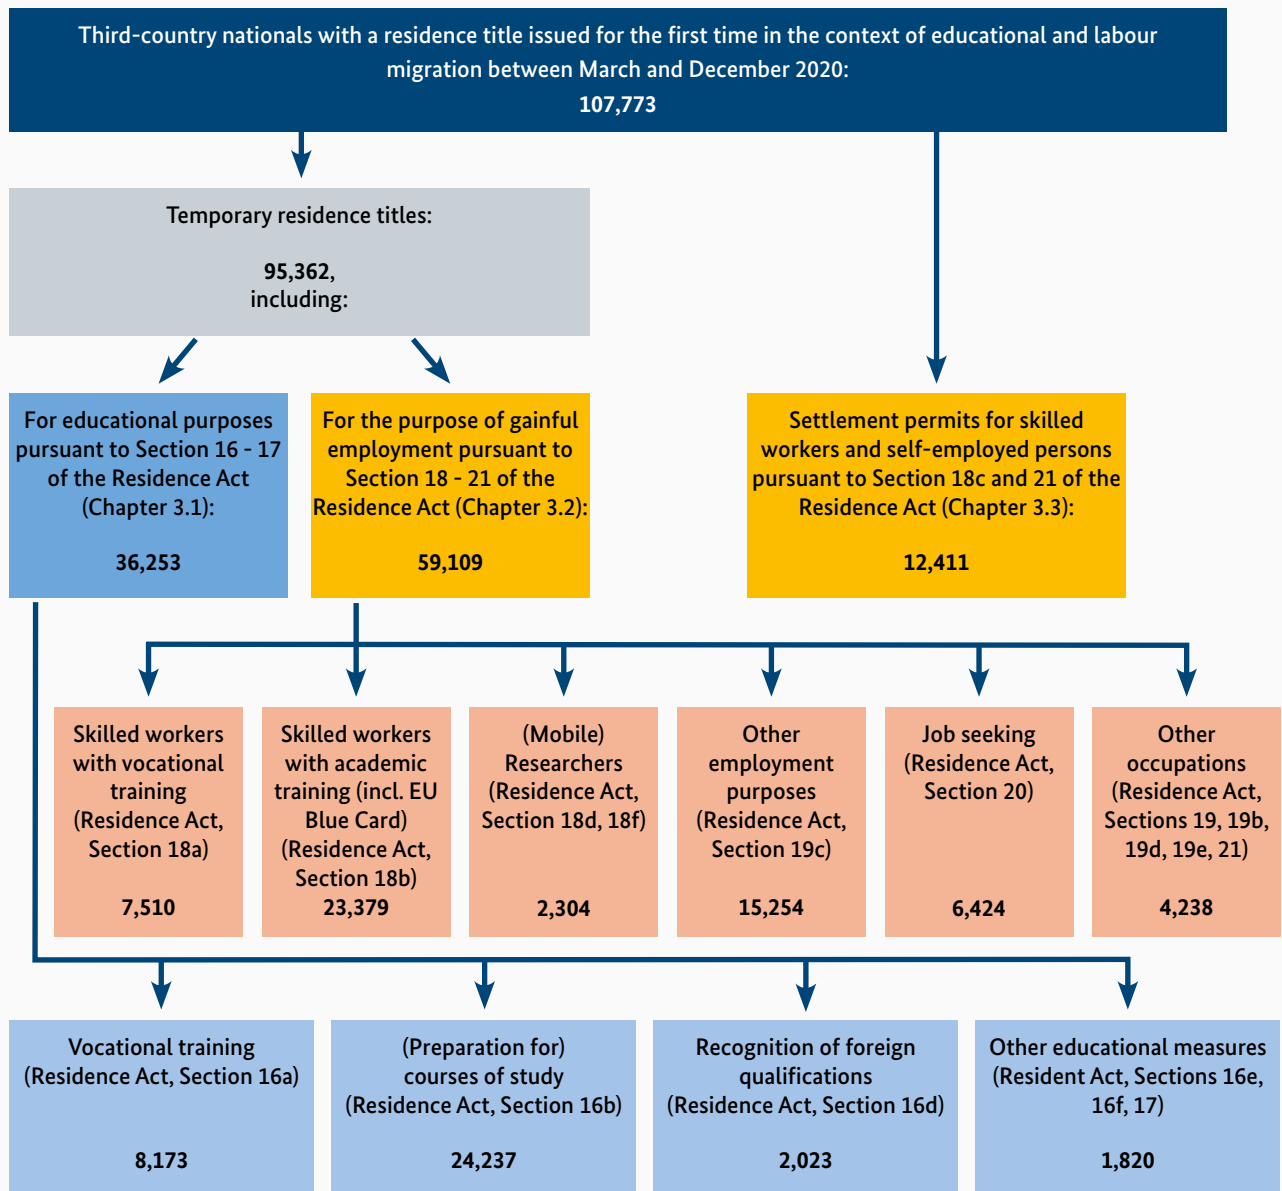 Third-country nationals with a residence title issued for the first time in the context of educational and labour
migration between March and December 2020:
107,773
Temporary residence titles:
95,362,
including:
For educational purposes
pursuant to Section 16 - 17
of the Residence Act
(Chapter 3.1):
36,253
For the purpose of gainful
employment pursuant to
Section 18 - 21 of the
Residence Act (Chapter 3.2):
59,109
Settlement permits for skilled
workers and self-employed persons
pursuant to Section 18c and 21 of the
Residence Act (Chapter 3.3):
12,411
Skilled workers
with vocational
training
(Residence Act,
Section 18a)
7,510
Skilled workers
with academic
training (incl. EU
Blue Card)
(Residence Act,
Section 18b)
23,379
(Mobile)
Researchers
(Residence Act,
Section 18d, 18f)
2,304
Other
employment
purposes
(Residence Act,
Section 19c)
15,254
Job seeking
(Residence Act,
Section 20)
6,424
Other
occupations
(Residence Act,
Sections 19, 19b,
19d, 19e, 21)
4,238
Vocational training
(Residence Act, Section 16a)
8,173
(Preparation for)
courses of study
(Residence Act, Section 16b)
24,237
Recognition of foreign
qualifications
(Residence Act, Section 16d)
2,023
Other educational measures
(Resident Act, Sections 16e,
16f, 17)
1,820